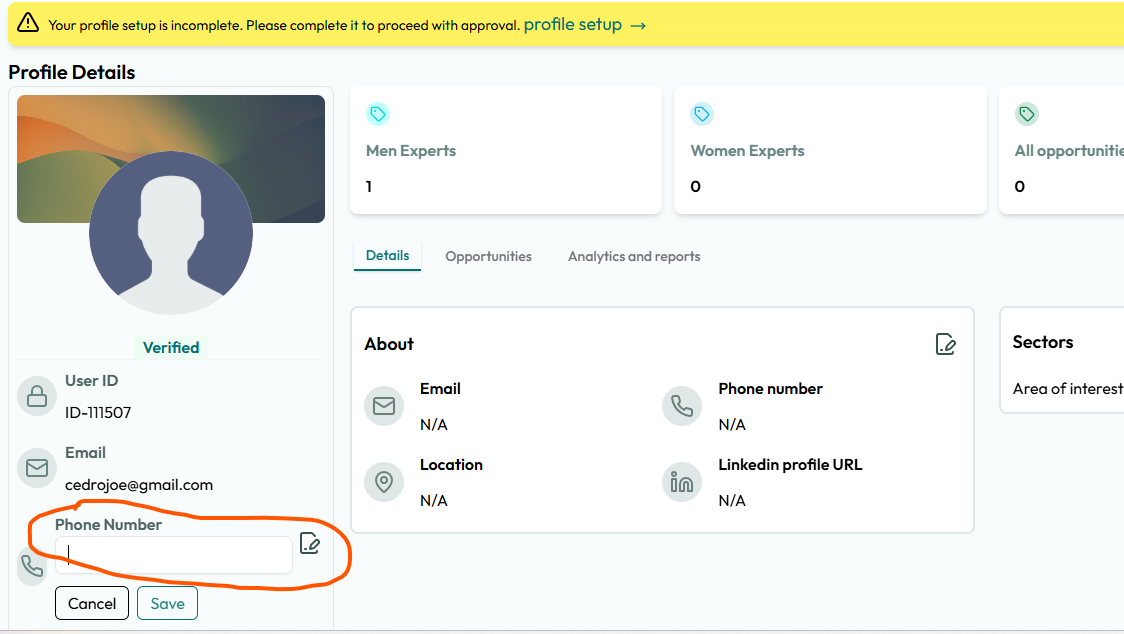 Your profile setup is incomplete. Please complete it to proceed with approval. profile setup →
Profile Details
Verified
User ID
ID-111507
Email
cedrojoe@gmail.com
Phone Number
Cancel
Save
Men Experts
1
Women Experts
0
All opportunitie
0
Details
Opportunities
Analytics and reports
About
Email
N/A
Phone number
N/A
Location
N/A
Linkedin profile URL
N/A
Sectors
Area of interest